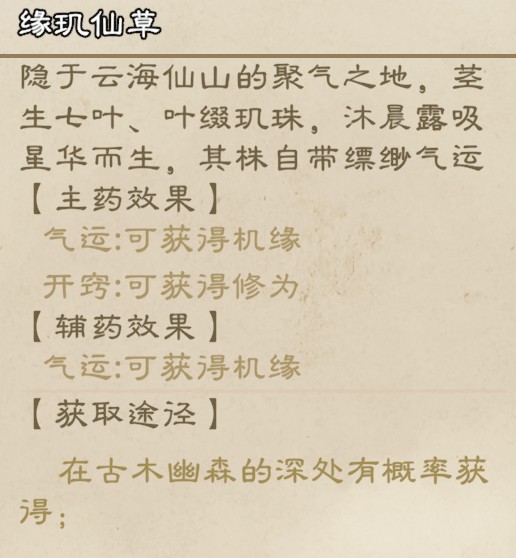 缘玑仙草
隐于云海仙山的聚气之地，茎
生七叶、叶缀玑珠，沐晨露吸
星华而生，其株自带缥缈气运
【主药效果】
气运:可获得机缘
开窍:可获得修为
【辅药效果】
气运:可获得机缘
【获取途径】
在古木幽森的深处有概率获
得；